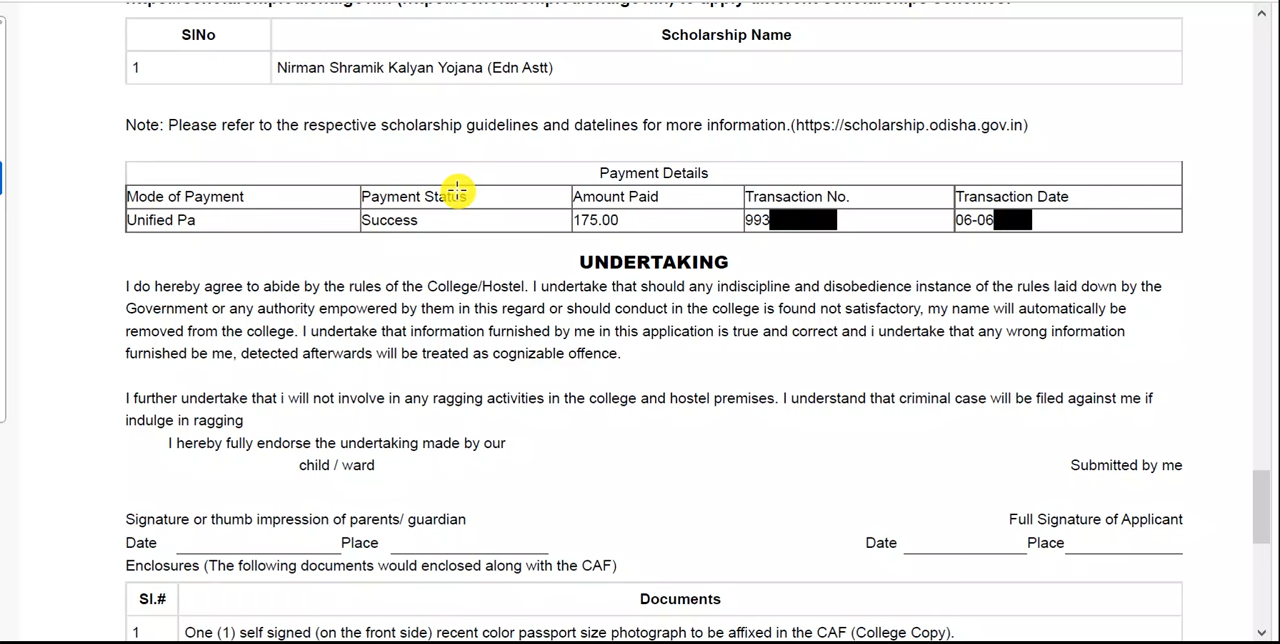 SlNo Scholarship Name
1 Nirman Shramik Kalyan Yojana (Edn Astt)
Note: Please refer to the respective scholarship guidelines and datelines for more information.(https://scholarship.odisha.gov.in)
Payment Details
Mode of Payment Payment Status Amount Paid Transaction No. Transaction Date
Unified Pa Success 175.00 993 06-06
UNDERTAKING
I do hereby agree to abide by the rules of the College/Hostel. I undertake that should any indiscipline and disobedience instance of the rules laid down by the
Government or any authority empowered by them in this regard or should conduct in the college is found not satisfactory, my name will automatically be
removed from the college. I undertake that information furnished by me in this application is true and correct and i undertake that any wrong information
furnished be me, detected afterwards will be treated as cognizable offence.
I further undertake that i will not involve in any ragging activities in the college and hostel premises. I understand that criminal case will be filed against me if
indulge in ragging
I hereby fully endorse the undertaking made by our
child / ward Submitted by me
Signature or thumb impression of parents/ guardian Full Signature of Applicant
Date Place Date Place
Enclosures (The following documents would enclosed along with the CAF)
Sl.# Documents
1 One (1) self signed (on the front side) recent color passport size photograph to be affixed in the CAF (College Copy).